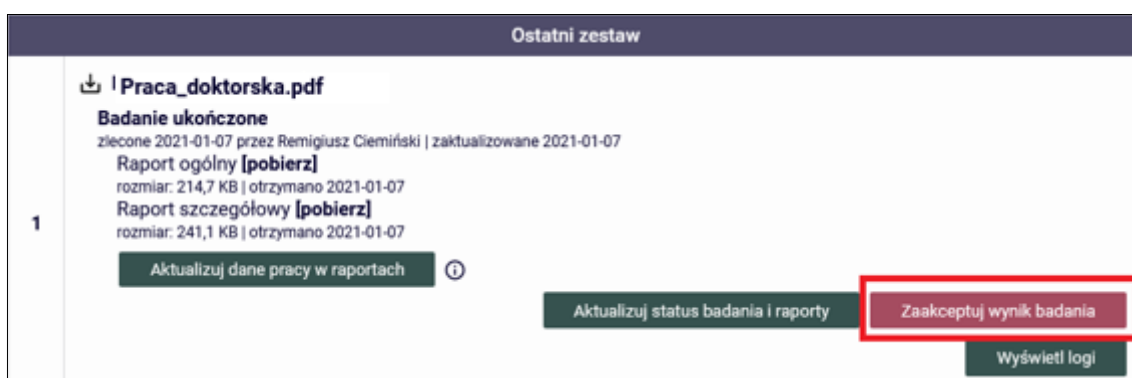 Ostatni zestaw
Praca_doktorska.pdf
Badanie ukończone
zlecone 2021-01-07 przez Remigiusz Ciemiński | zaktualizowane 2021-01-07
Raport ogólny [pobierz]
rozmiar: 214,7 KB | otrzymano 2021-01-07
Raport szczegółowy [pobierz]
1
rozmiar: 241,1 KB | otrzymano 2021-01-07
Aktualizuj dane pracy w raportach
Aktualizuj status badania i raporty
Zaakceptuj wynik badania
Wyświetl logi